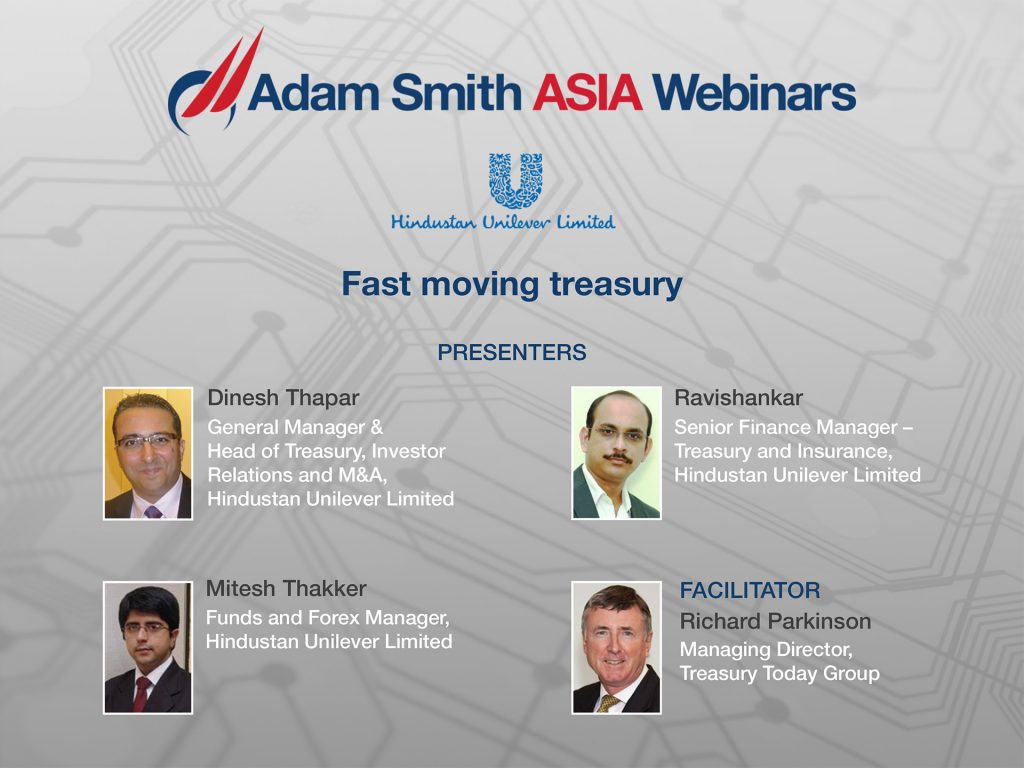 Adam Smith ASIA Webinars
Hindustan Unilever Limited
Fast moving treasury
PRESENTERS
Dinesh Thapar
General Manager &
Head of Treasury, Investor
Relations and M&A,
Hindustan Unilever Limited
Ravishankar
Senior Finance Manager –
Treasury and Insurance,
Hindustan Unilever Limited
Mitesh Thakker
Funds and Forex Manager,
Hindustan Unilever Limited
FACILITATOR
Richard Parkinson
Managing Director,
Treasury Today Group